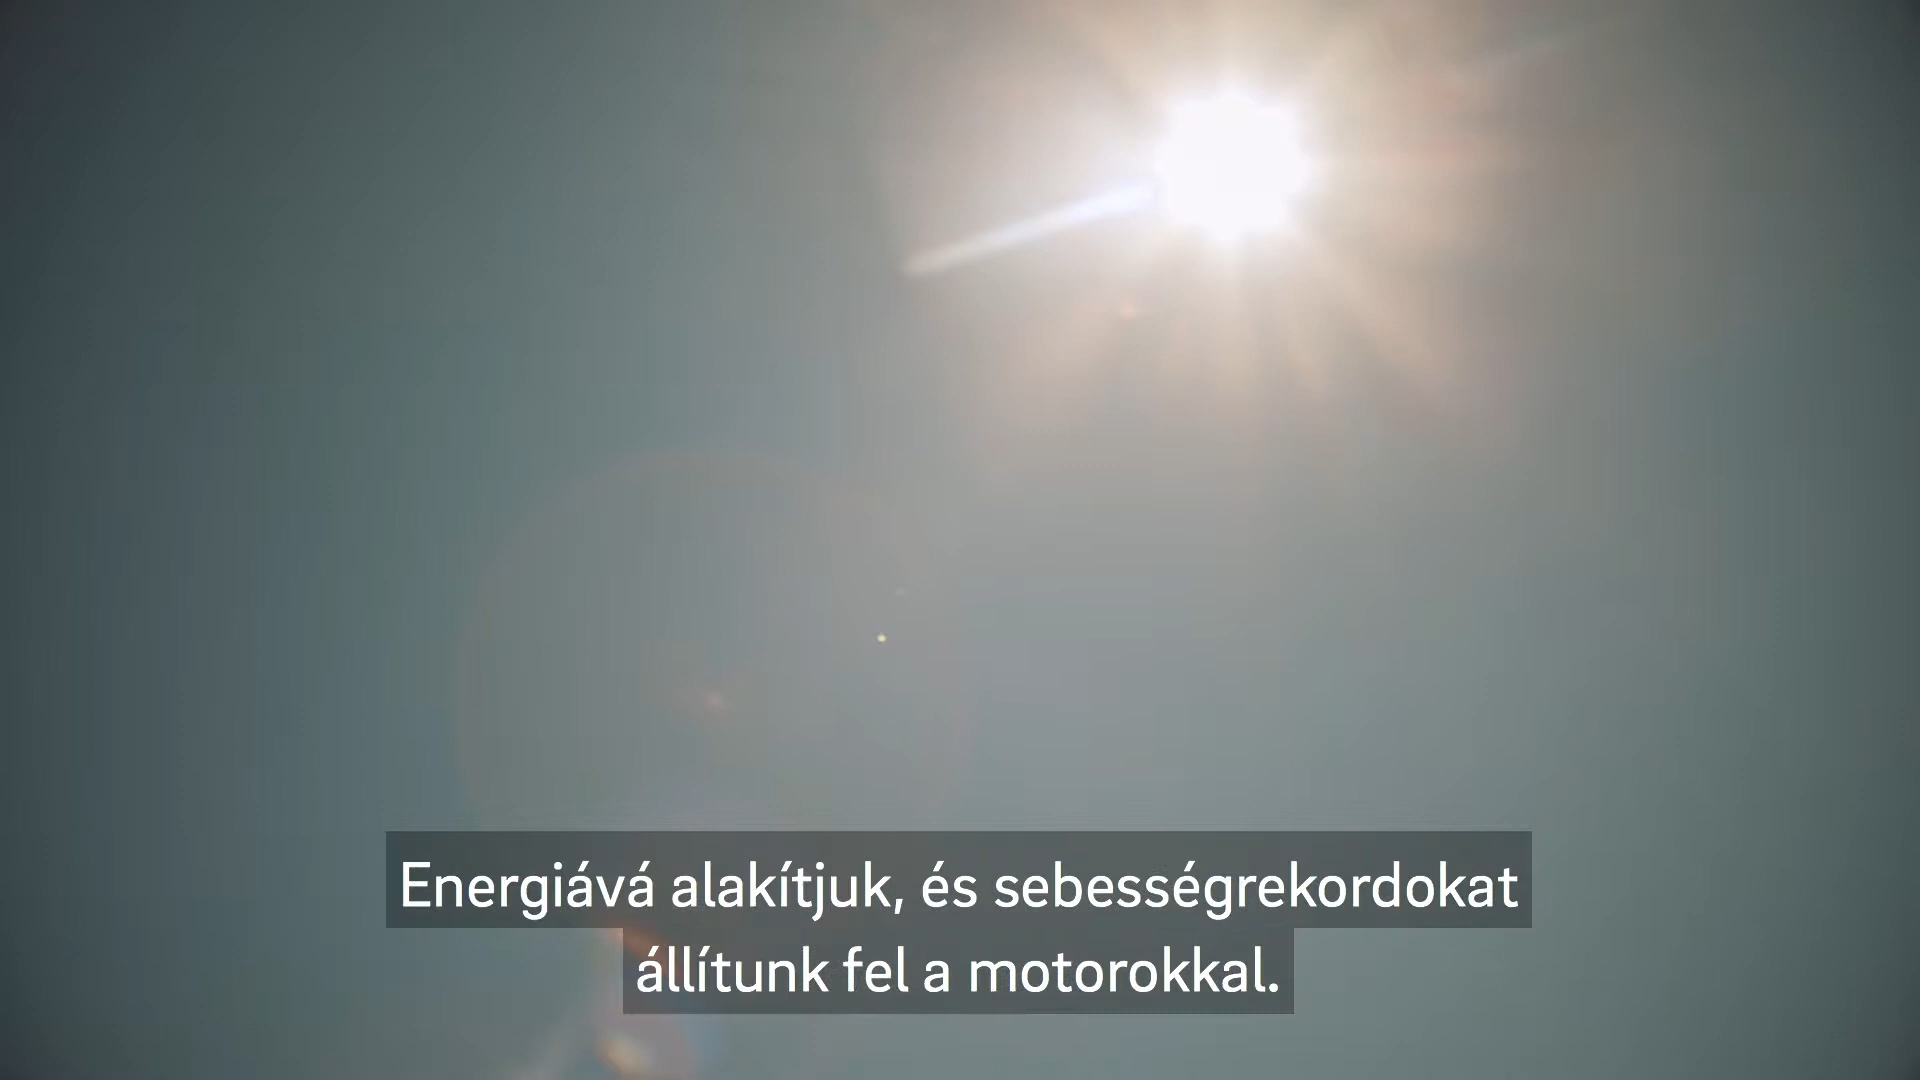 Energiává alakítjuk, és sebességrekordokat
állítunk fel a motorokkal.